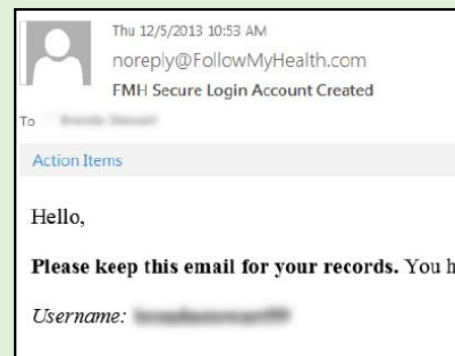 Thu 12/5/2013 10:53 AM
noreply@FollowMyHealth.com
FMH Secure Login Account Created
To
Action Items
Hello,
Please keep this email for your records. You h
Username: